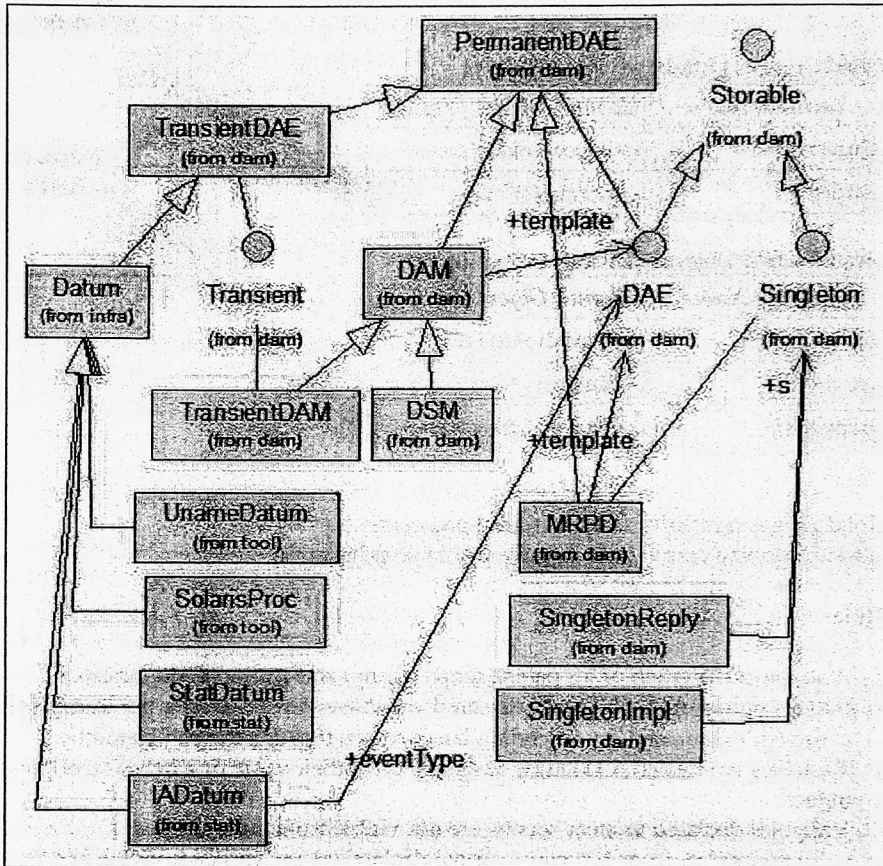 PermanentDAE
(from dam)
Storable
(from dam)
TransientDAE
(from dam)
+template
Datum
(from infra)
Transient
(from dam)
DAM
(from dam)
DAE
(from dam)
Singleton
(from dam)
+s
TransientDAM
(from dam)
DSM
(from dam)
+template
UnameDatum
(from tool)
MRPD
(from dam)
SolarisProc
(from tool)
SingletonReply
(from dam)
StatDatum
(from stat)
SingletonImpl
(from dam)
+eventType
IADatum
(from stat)